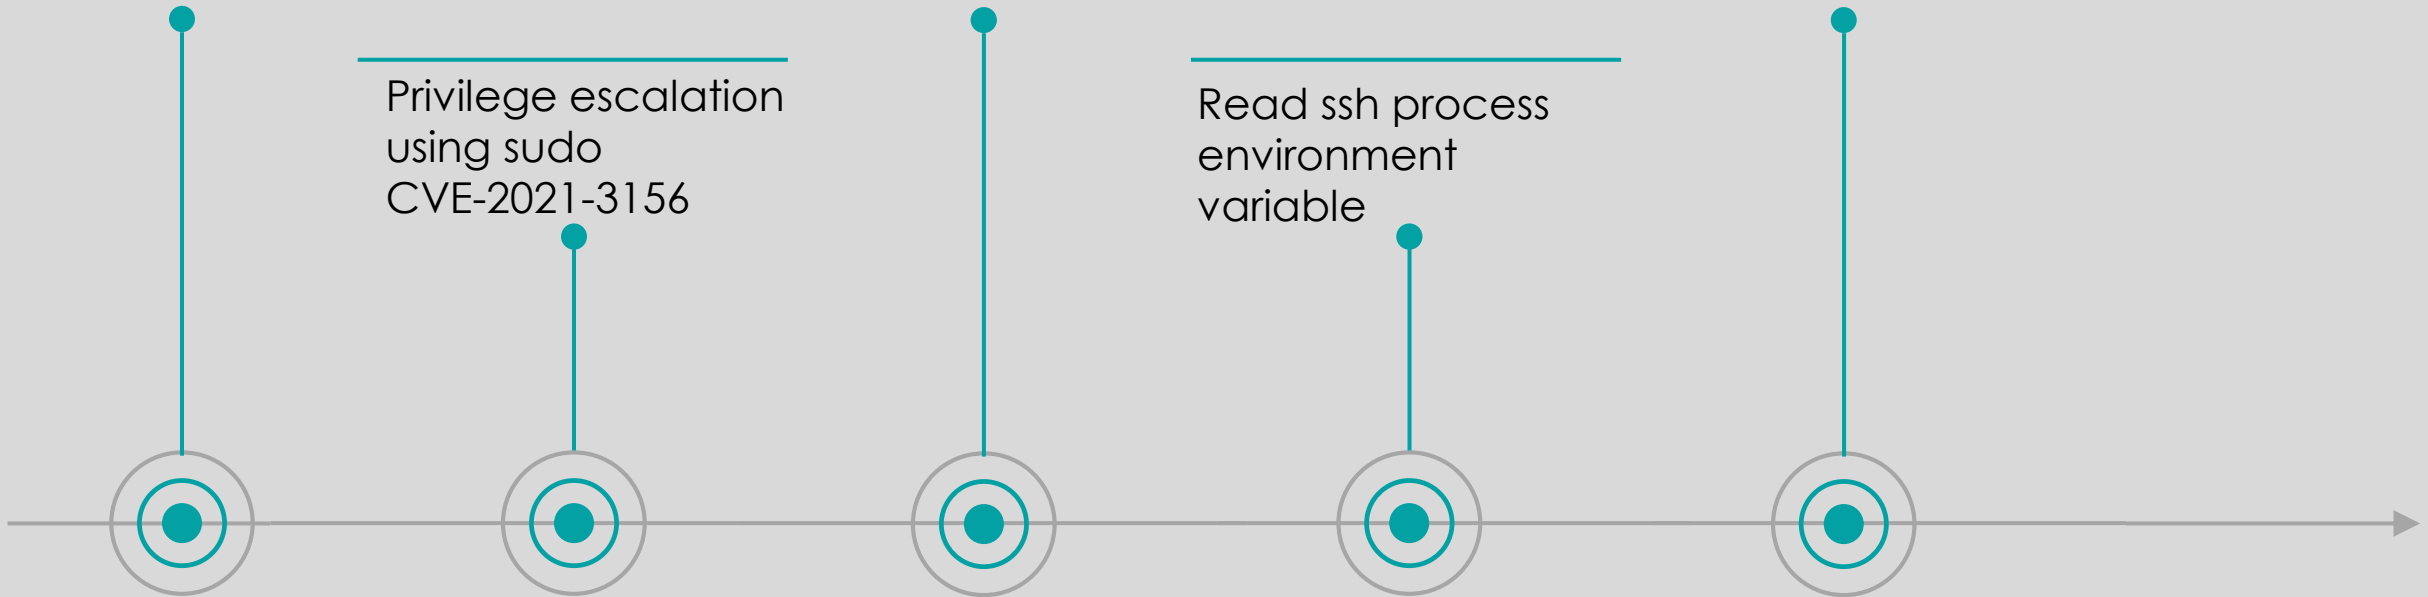 Privilege escalation
using sudo
CVE-2021-3156
Read ssh process
environment
variable